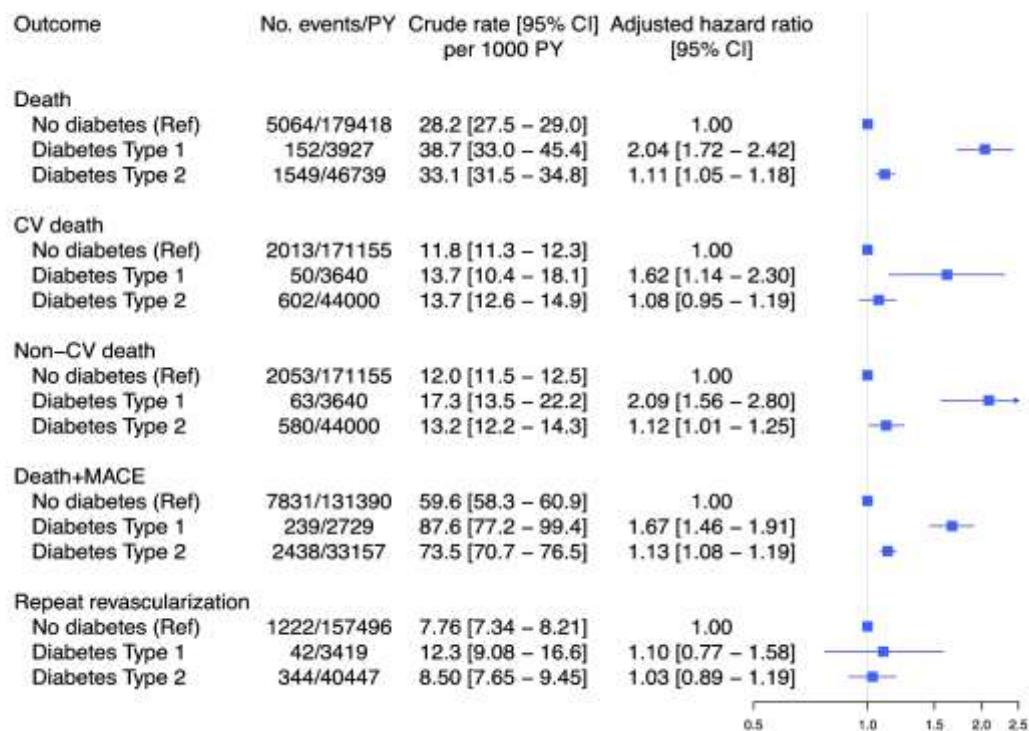 Outcome No. events/PY Crude rate [95% CI] Adjusted hazard ratio
per 1000 PY [95% CI]
Death
No diabetes (Ref) 5064/179418 28.2 [27.5 – 29.0] 1.00
Diabetes Type 1 152/3927 38.7 [33.0 – 45.4] 2.04 [1.72 – 2.42]
Diabetes Type 2 1549/46739 33.1 [31.5 – 34.8] 1.11 [1.05 – 1.18]
CV death
No diabetes (Ref) 2013/171155 11.8 [11.3 – 12.3] 1.00
Diabetes Type 1 50/3640 13.7 [10.4 – 18.1] 1.62 [1.14 – 2.30]
Diabetes Type 2 602/44000 13.7 [12.6 – 14.9] 1.08 [0.95 – 1.19]
Non–CV death
No diabetes (Ref) 2053/171155 12.0 [11.5 – 12.5] 1.00
Diabetes Type 1 63/3640 17.3 [13.5 – 22.2] 2.09 [1.56 – 2.80]
Diabetes Type 2 580/44000 13.2 [12.2 – 14.3] 1.12 [1.01 – 1.25]
Death+MACE
No diabetes (Ref) 7831/131390 59.6 [58.3 – 60.9] 1.00
Diabetes Type 1 239/2729 87.6 [77.2 – 99.4] 1.67 [1.46 – 1.91]
Diabetes Type 2 2438/33157 73.5 [70.7 – 76.5] 1.13 [1.08 – 1.19]
Repeat revascularization
No diabetes (Ref) 1222/157496 7.76 [7.34 – 8.21] 1.00
Diabetes Type 1 42/3419 12.3 [9.08 – 16.6] 1.10 [0.77 – 1.58]
Diabetes Type 2 344/40447 8.50 [7.65 – 9.45] 1.03 [0.89 – 1.19]
0.5 1.0 1.5 2.0 2.5